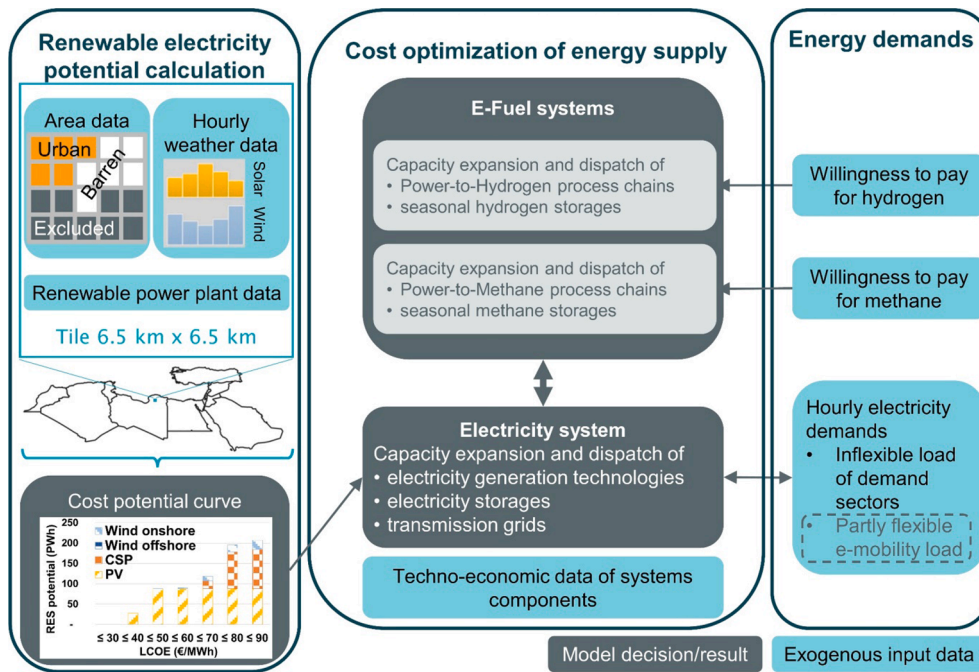 Renewable electricity
potential calculation
Area data
Urban
Barren
Excluded
Hourly
weather data
Solar
Wind
Renewable power plant data
Tile 6.5 km x 6.5 km
Cost potential curve
RES potential (PWh)
250
200
150
100
50
-
Wind onshore
Wind offshore
CSP
PV
≤ 30 ≤ 40 ≤ 50 ≤ 60 ≤ 70 ≤ 80 ≤ 90
LCOE (€/MWh)
Cost optimization of energy supply
E-Fuel systems
Capacity expansion and dispatch of
• Power-to-Hydrogen process chains
• seasonal hydrogen storages
Capacity expansion and dispatch of
• Power-to-Methane process chains
• seasonal methane storages
Electricity system
Capacity expansion and dispatch of
• electricity generation technologies
• electricity storages
• transmission grids
Techno-economic data of systems
components
Energy demands
Willingness to pay
for hydrogen
Willingness to pay
for methane
Hourly electricity
demands
• Inflexible load
of demand
sectors
• Partly flexible
e-mobility load
Model decision/result
Exogenous input data